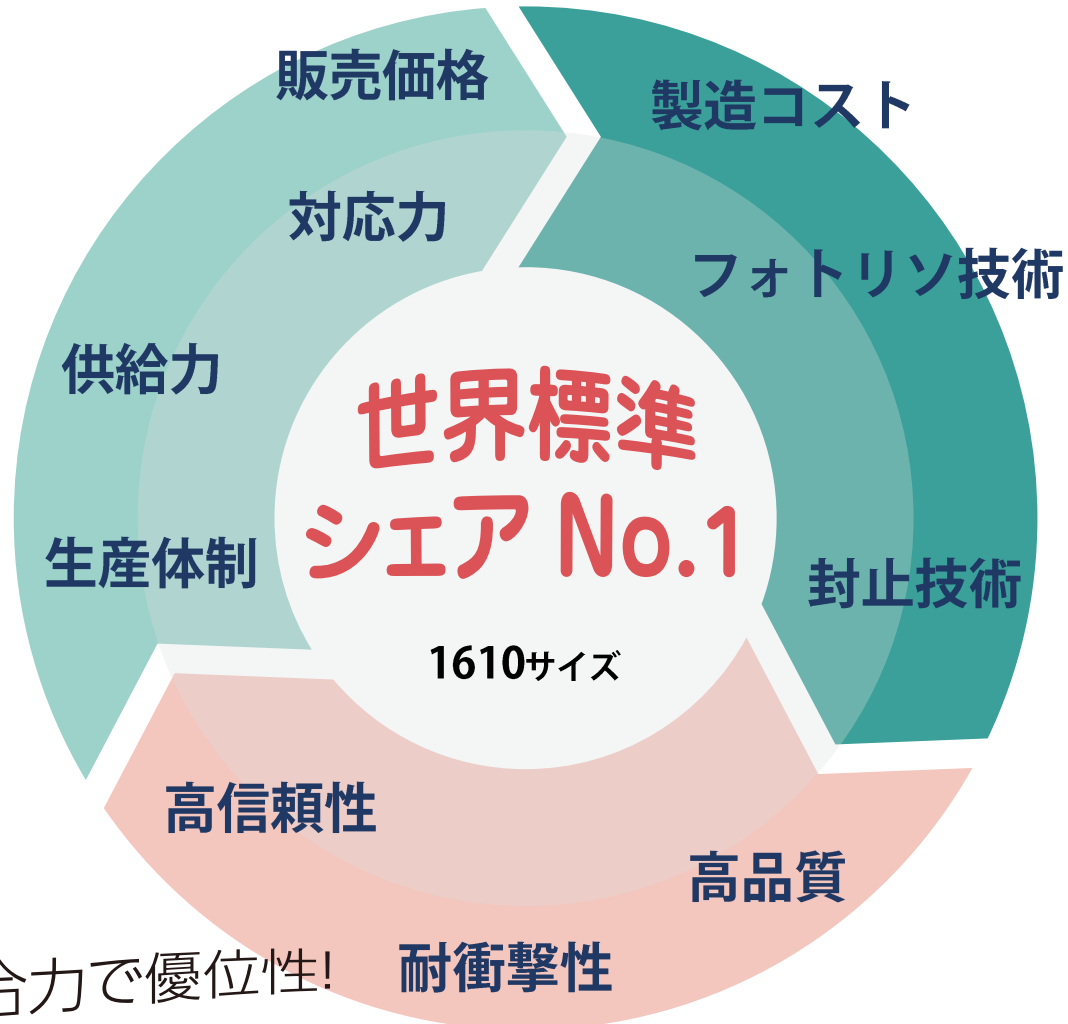 販売価格
製造コスト
対応力
フォトリソ技術
供給力
世界標準
シェア No.1
生産体制
封止技術
1610サイズ
高信頼性
高品質
耐衝撃性
給力で優位性!